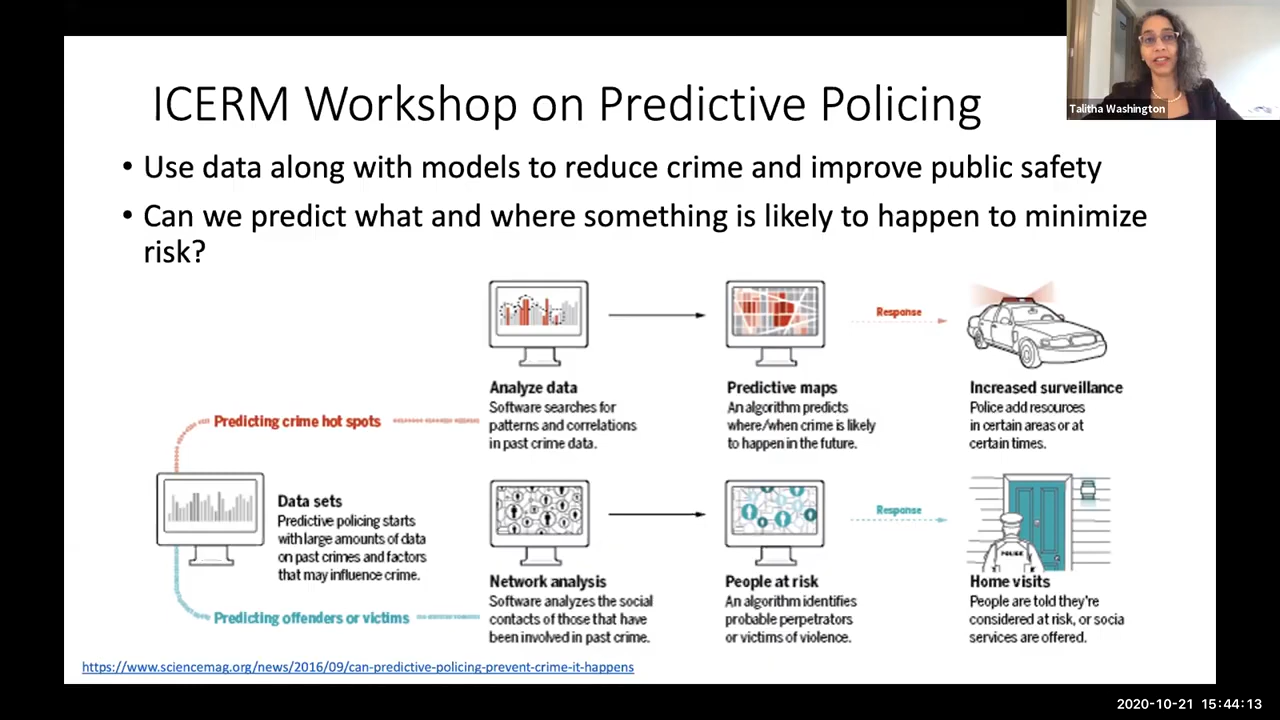 ICERM Workshop on Predictive Policing
Talitha Washington
• Use data along with models to reduce crime and improve public safety
• Can we predict what and where something is likely to happen to minimize
risk?
Predicting crime hot spots
Analyze data
Software searches for
patterns and correlations
in past crime data.
Predictive maps
An algorithm predicts
where/when crime is likely
to happen in the future.
Response
Increased surveillance
Police add resources
in certain areas or at
certain times.
Data sets
Predictive policing starts
with large amounts of data
on past crimes and factors
that may influence crime.
Predicting offenders or victims
Network analysis
Software analyzes the social
contacts of those that have
been involved in past crime.
People at risk
An algorithm identifies
probable perpetrators
or victims of violence.
Response
POLICE
Home visits
People are told they're
considered at risk, or socia
services are offered.
https://www.sciencemag.org/news/2016/09/can-predictive-policing-prevent-crime-it-happens
2020-10-21 15:44:13